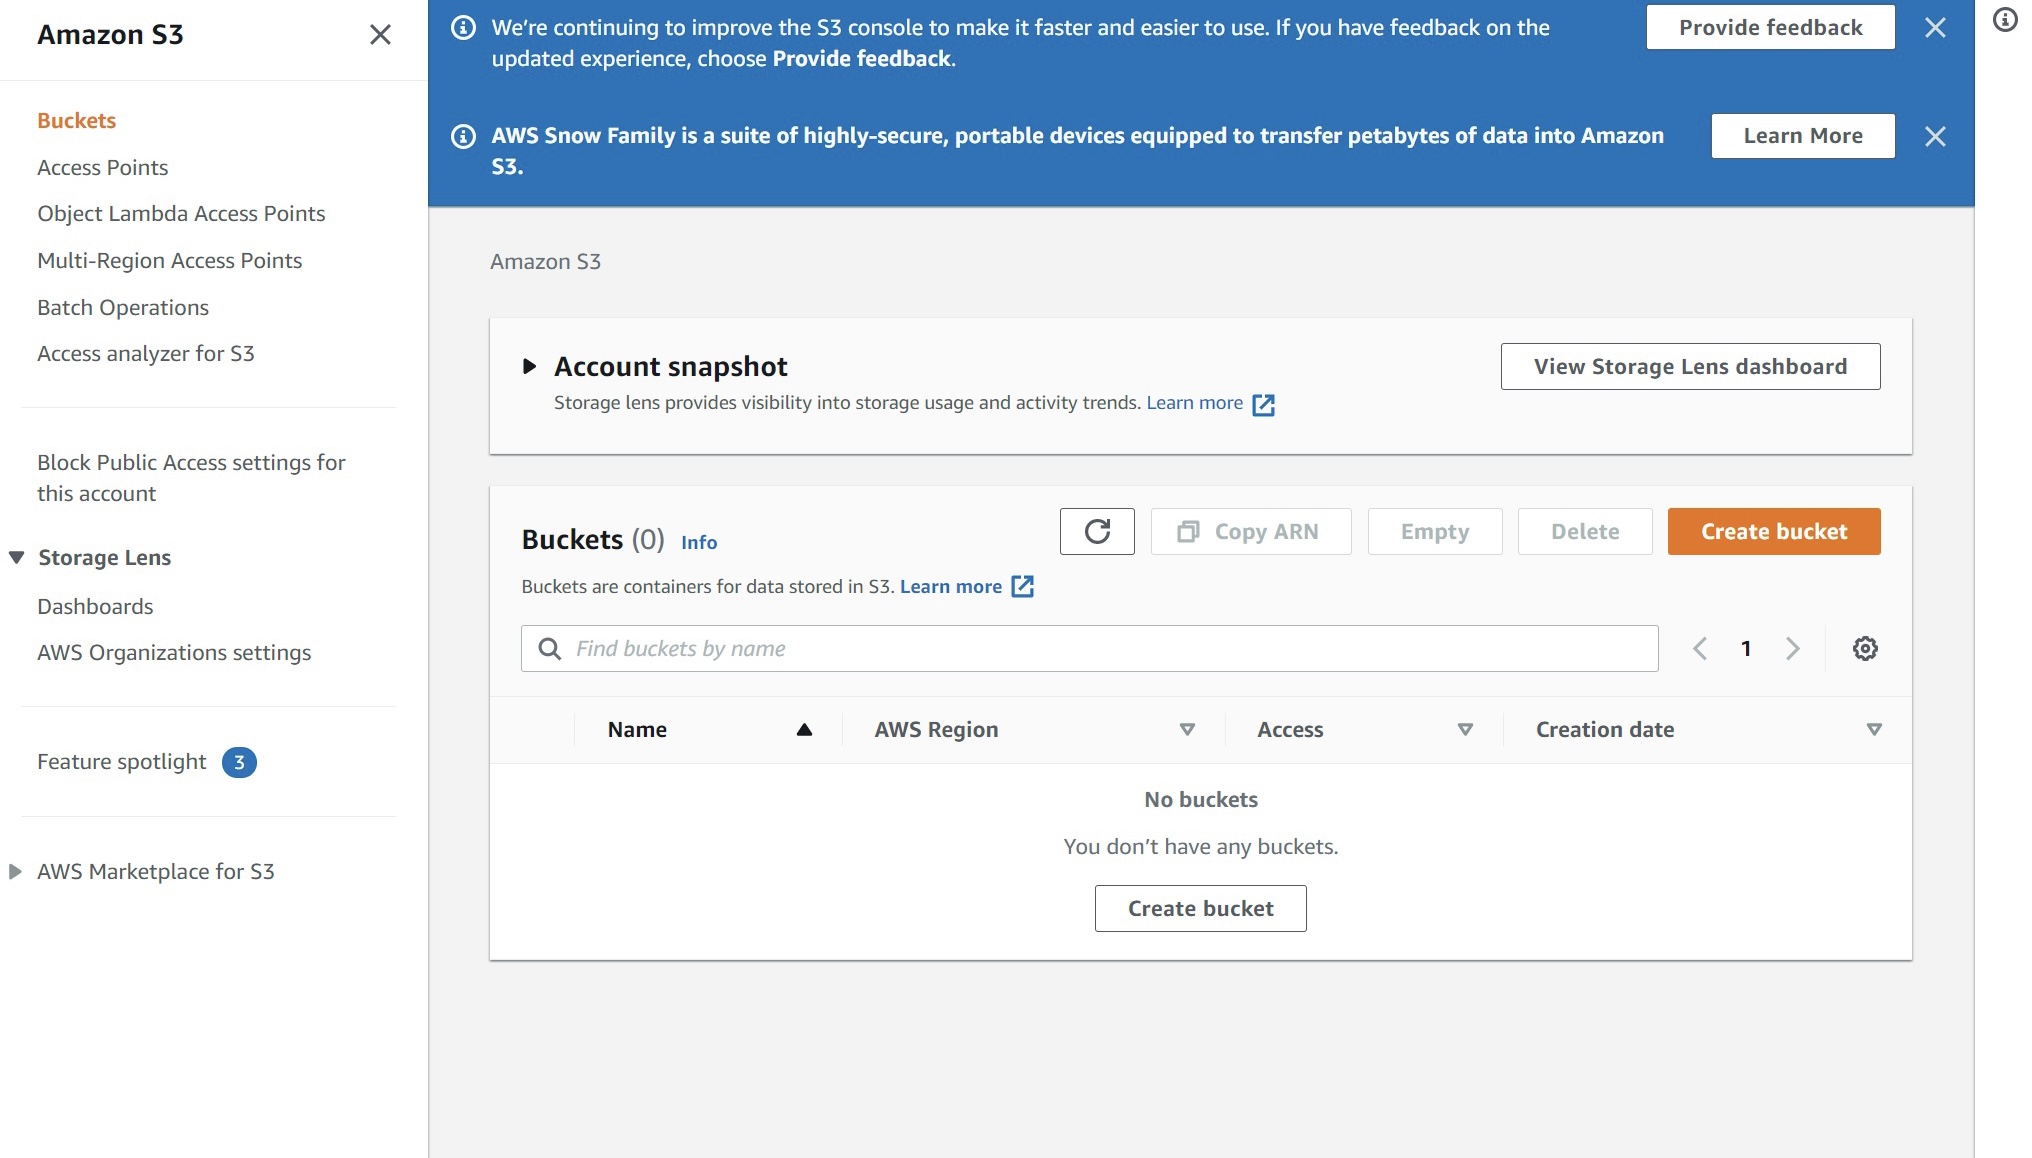 Amazon S3
Buckets
Access Points
Object Lambda Access Points
Multi-Region Access Points
Batch Operations
Access analyzer for S3
Block Public Access settings for
this account
Storage Lens
Dashboards
AWS Organizations settings
Feature spotlight 3
AWS Marketplace for S3
We're continuing to improve the S3 console to make it faster and easier to use. If you have feedback on the
updated experience, choose Provide feedback.
Provide feedback
AWS Snow Family is a suite of highly-secure, portable devices equipped to transfer petabytes of data into Amazon
S3.
Learn More
Amazon S3
Account snapshot
View Storage Lens dashboard
Storage lens provides visibility into storage usage and activity trends. Learn more
Buckets (0) Info
Copy ARN
Empty
Delete
Create bucket
Buckets are containers for data stored in S3. Learn more
Find buckets by name
1
Name AWS Region Access Creation date
No buckets
You don't have any buckets.
Create bucket